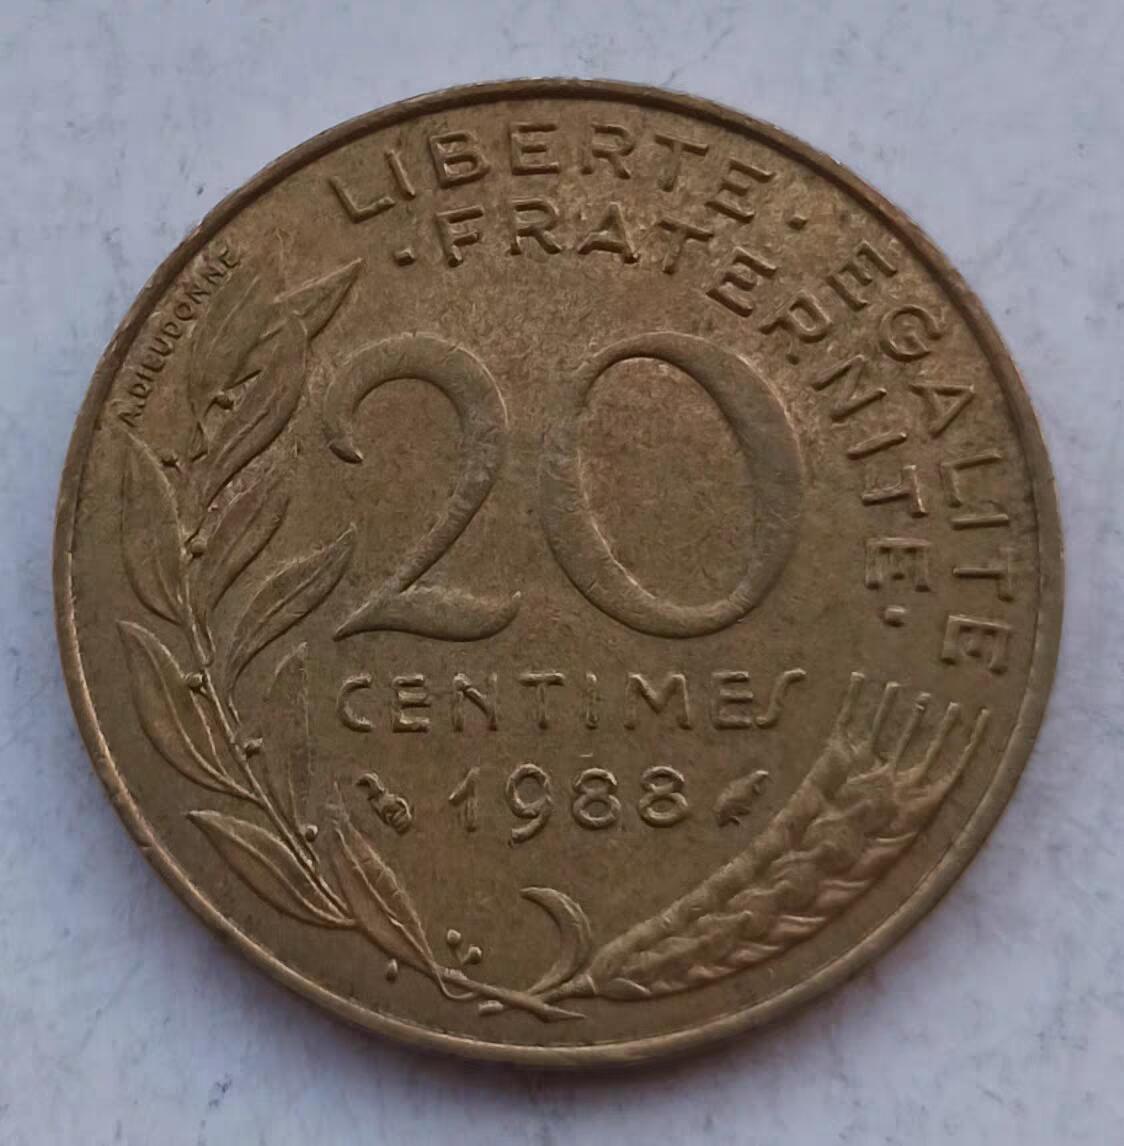 LIBERTE · EGALITE
· FRATERNITE ·
A.DIEUDONNE
20
CENTIMES
1988